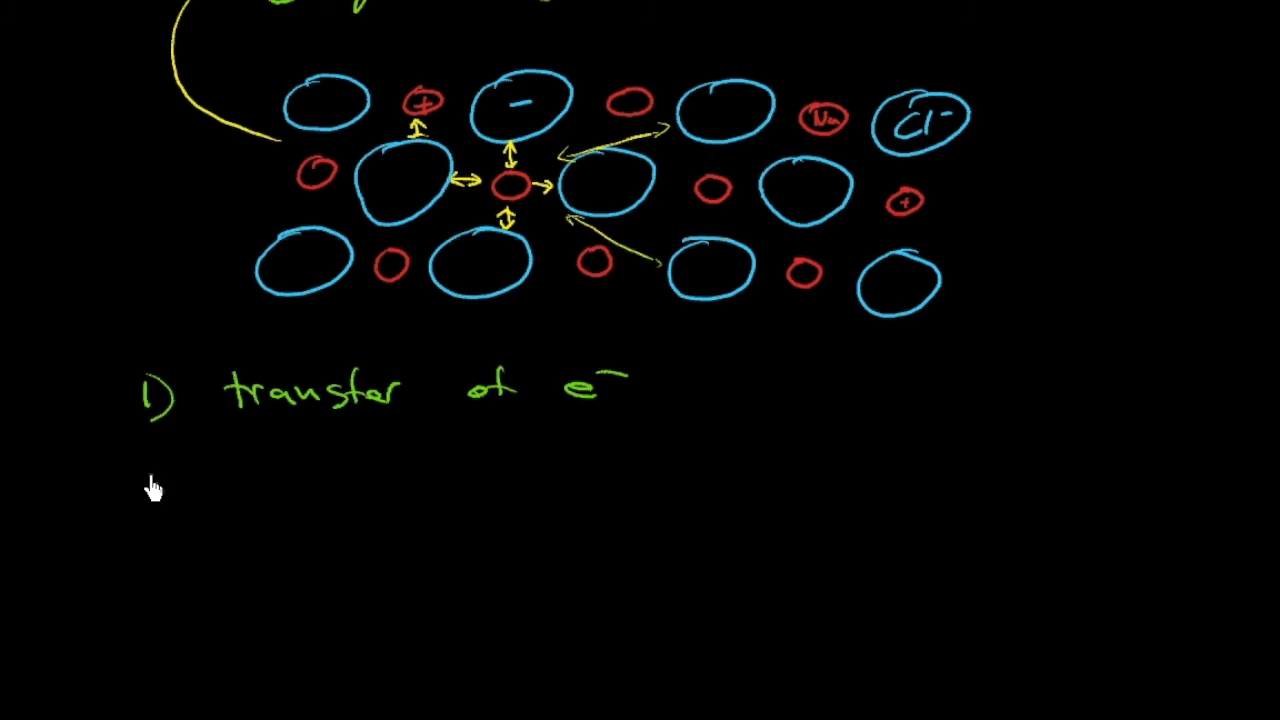 + - Na Cl⁻
+
1) transfer of e⁻